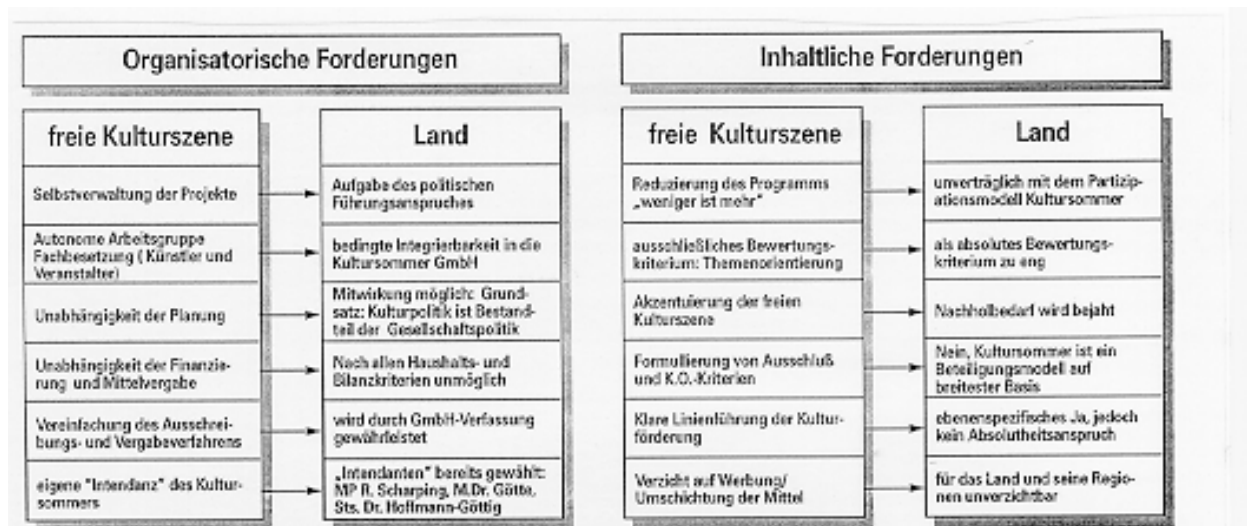 Organisatorische Forderungen
freie Kulturszene
Land
Selbstverwaltung der Projekte
Aufgabe des politischen
Führungsanspruches
Autonome Arbeitsgruppe
Fachbesetzung ( Künstler und
Veranstalter)
bedingte Integrierbarkeit in die
Kultursommer GmbH
Unabhängigkeit der Planung
Mitwirkung möglich: Grund-
satz: Kulturpolitik ist Bestand-
teil der Gesellschaftspolitik
Unabhängigkeit der Finanzie-
rung und Mittelvergabe
Nach allen Haushalts- und
Bilanzkriterien unmöglich
Vereinfachung des Ausschrei-
bungs- und Vergabeverfahrens
wird durch GmbH-Verfassung
gewährleistet
eigene "Intendanz" des Kultur-
sommers
„Intendanten" bereits gewählt:
MP R. Scharping, M.Dr. Götte,
Sts. Dr. Hoffmann-Göttig
Inhaltliche Forderungen
freie Kulturszene
Land
Reduzierung des Programms
„weniger ist mehr"
unverträglich mit dem Partizip-
ationsmodell Kultursommer
ausschließliches Bewertungs-
kriterium: Themenorientierung
als absolutes Bewertungs-
kriterium zu eng
Akzentuierung der freien
Kulturszene
Nachholbedarf wird bejaht
Formullierung von Ausschluß
und K.O.-Kriterien
Nein, Kultursommer ist ein
Beteiligungsmodell auf
breitester Basis
Klare Linienführung der Kultur-
förderung
ebenenspezifisches Ja, jedoch
kein Absolutheitsanspruch
Verzicht auf Werbung/
Umschichtung der Mittel
für das Land und seine Regio-
nen unverzichtbar